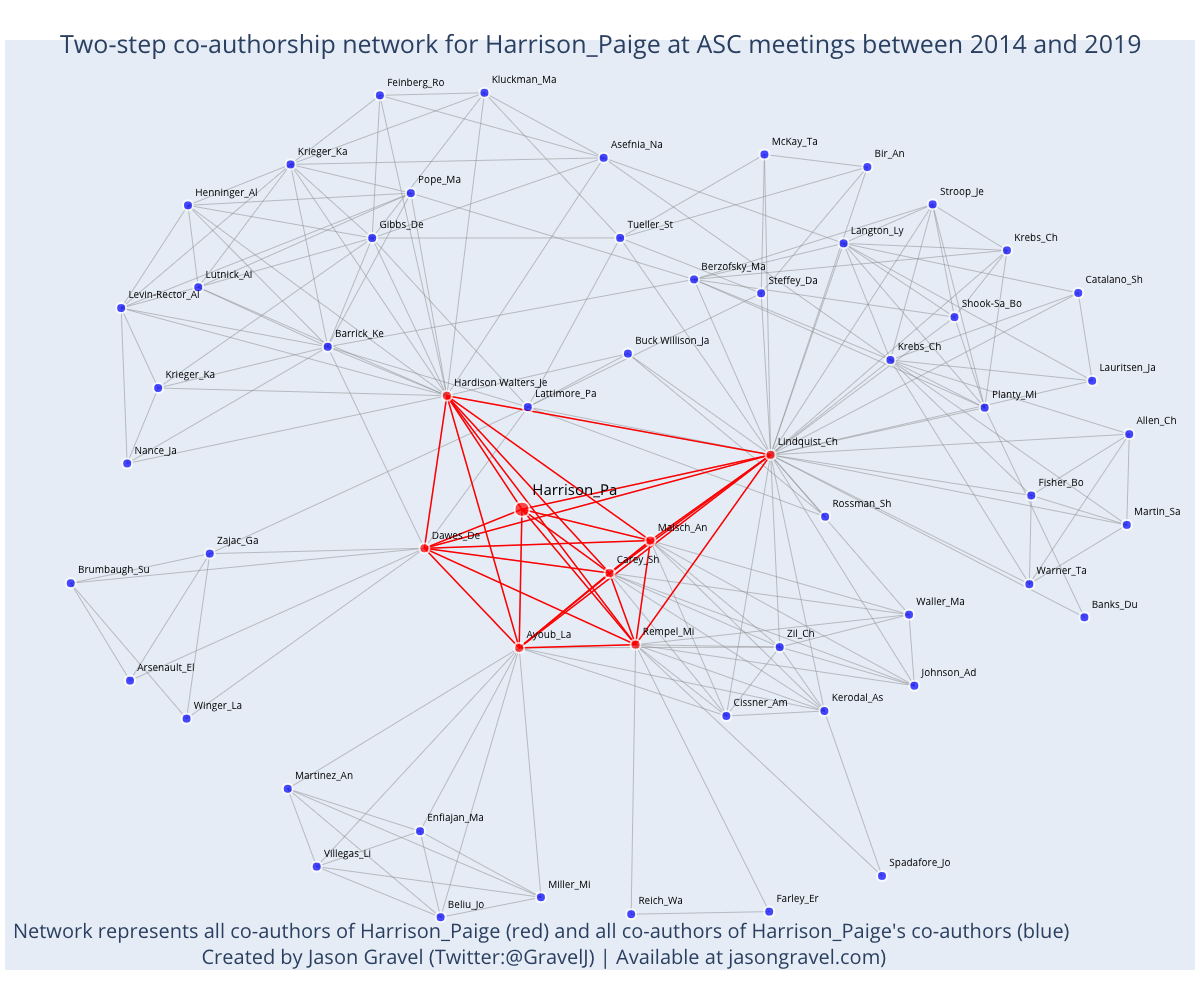 Two-step co-authorship network for Harrison_Paige at ASC meetings between 2014 and 2019
Kluckman_Ma
Feinberg_Ro
McKay_Ta
Asefnia_Na
Krieger_Ka
Bir_An
Pope_Ma
Henninger_Al
Stroop_Je
Gibbs_De
Tueller_St
Langton_Ly
Krebs_Ch
Berzofsky_Ma
Lutnick_Al
Steffey_Da
Catalano_Sh
Levin-Rector_Al
Shook-Sa_Bo
Barrick_Ke
Buck Willison_Ja
Krebs_Ch
Lauritsen_Ja
Krieger_Ka
Hardison Walters_Je
Lattimore_Pa
Planty_Mi
Allen_Ch
Lindquist_Ch
Nance_Ja
Fisher_Bo
Harrison_Pa
Rossman_Sh
Martin_Sa
Maisch_An
Dawes_De
Zajac_Ga
Carey_Sh
Brumbaugh_Su
Warner_Ta
Waller_Ma
Banks_Du
Rempel_Mi
Ayoub_La
Zil_Ch
Arsenault_El
Johnson_Ad
Kerodal_As
Cissner_Am
Winger_La
Martinez_An
Enfiajan_Ma
Villegas_Li
Spadafore_Jo
Miller_Mi
Farley_Er
Reich_Wa
Beliu_Jo
Network represents all co-authors of Harrison_Paige (red) and all co-authors of Harrison_Paige's co-authors (blue)
Created by Jason Gravel (Twitter:@GravelJ) | Available at jasongravel.com)